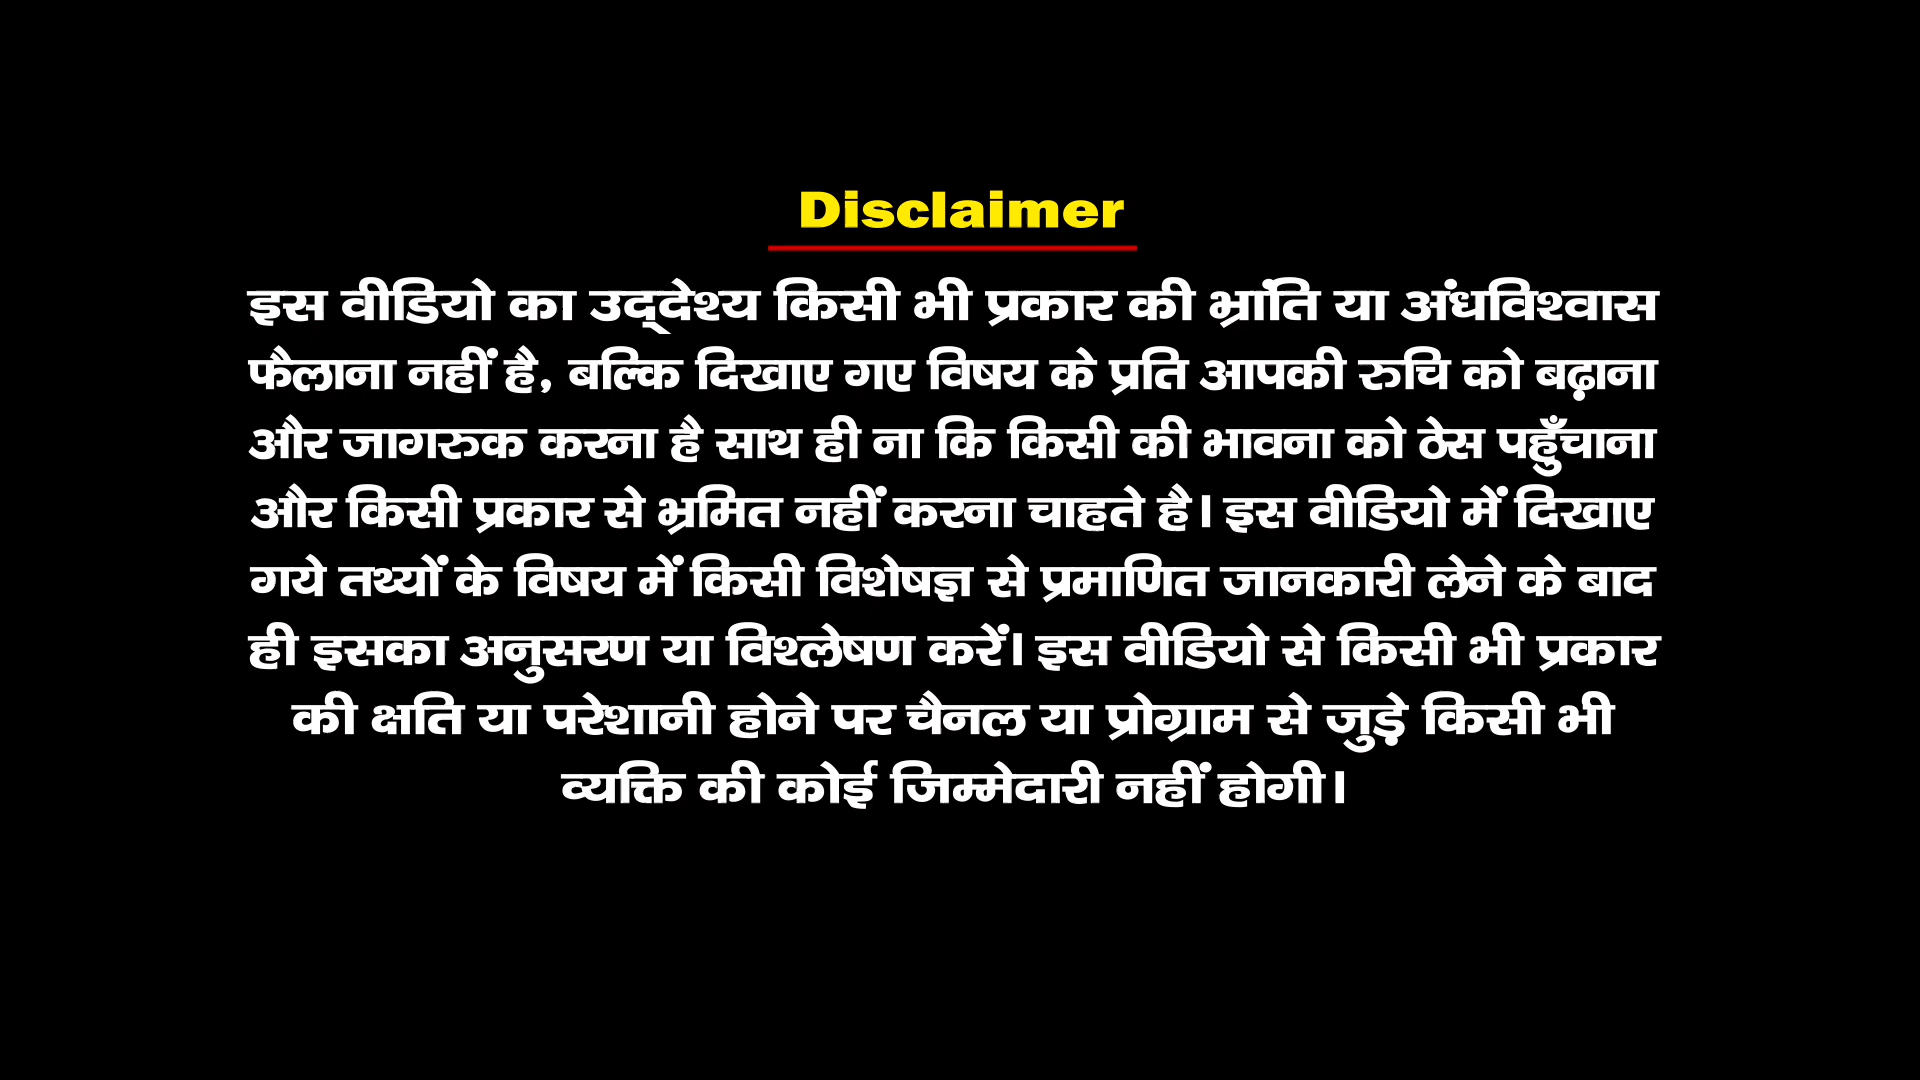 Disclaimer
इस वीडियो का उद्‌देश्य किसी भी प्रकार की भ्रांति या अंधविश्वास
फैलाना नहीं है, बल्कि दिखाए गए विषय के प्रति आपकी रुचि को बढ़ाना
और जागरुक करना है साथ ही ना कि किसी की भावना को ठेस पहुँचाना
और किसी प्रकार से भ्रमित नहीं करना चाहते है। इस वीडियो में दिखाए
गये तथ्यों के विषय में किसी विशेषज्ञ से प्रमाणित जानकारी लेने के बाद
ही इसका अनुसरण या विश्लेषण करें। इस वीडियो से किसी भी प्रकार
की क्षति या परेशानी होने पर चैनल या प्रोग्राम से जुड़े किसी भी
व्यक्ति की कोई जिम्मेदारी नहीं होगी।